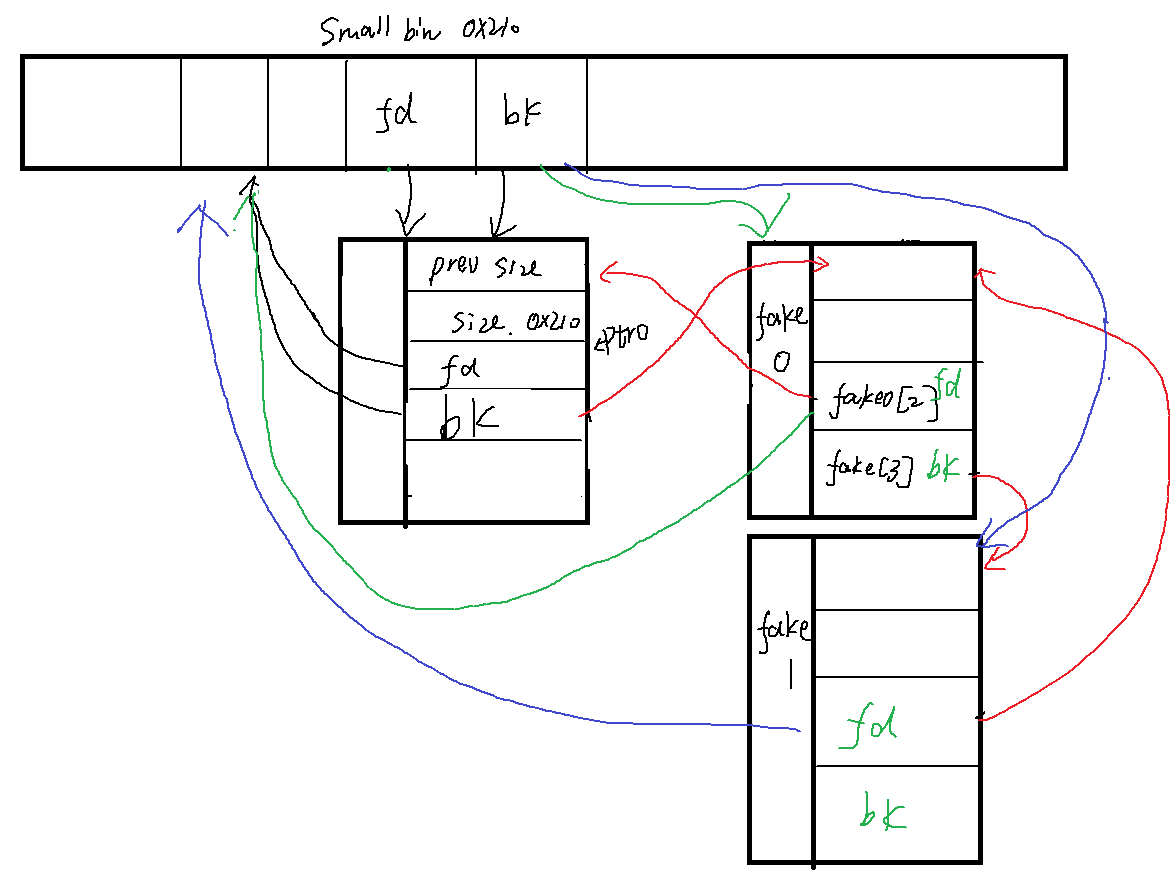 Small bin 0x210
fd
bk
prev size
size. 0x210
ptr0
fd
bk
fake
0
fake0[2] fd
fake[3] bk
fake
1
fd
bk